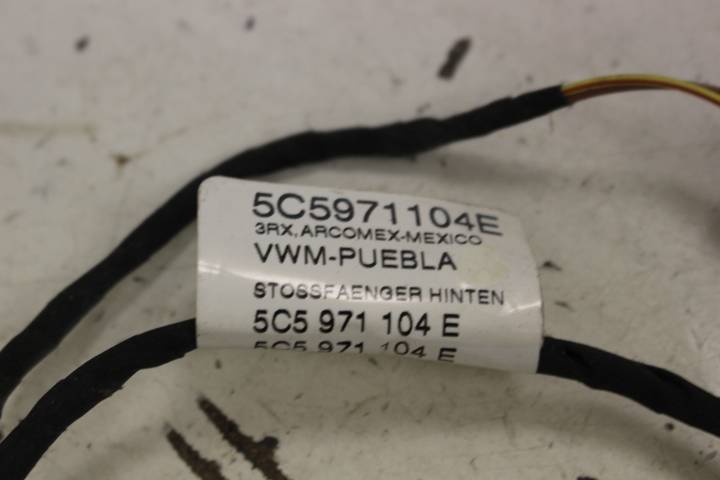 5C5971104E
3RX, ARCOMEX-MEXICO
VWM-PUEBLA
STOSSFAENGER HINTEN
5C5 971 104 E
5C5 971 104 E